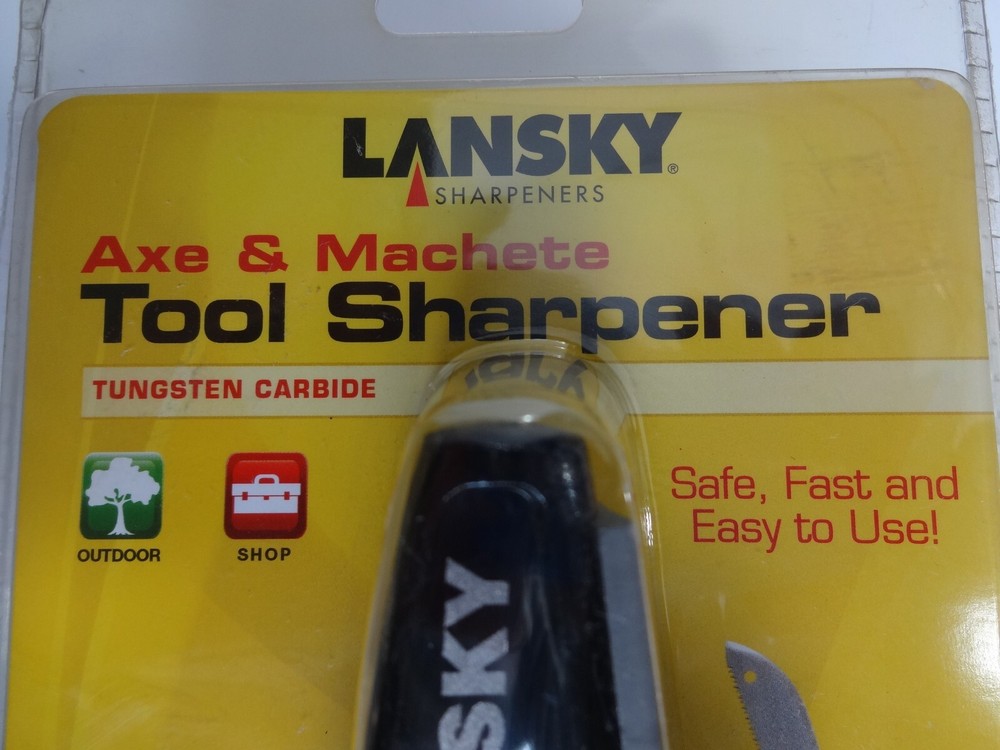 LANSKY®
SHARPENERS
Axe & Machete
Tool Sharpener
TUNGSTEN CARBIDE
OUTDOOR
SHOP
Safe, Fast and
Easy to Use!
SKY